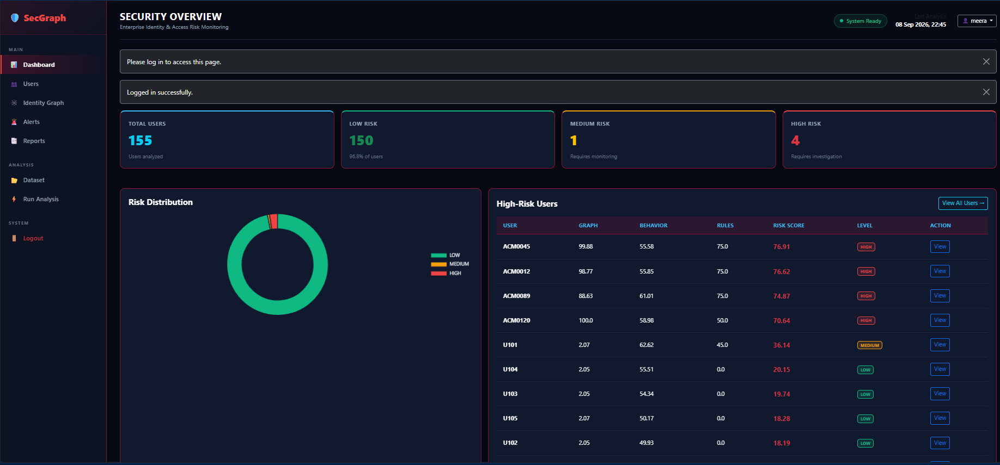 SecGraph
MAIN
Dashboard
Users
Identity Graph
Alerts
Reports
ANALYSIS
Dataset
Run Analysis
SYSTEM
Logout
SECURITY OVERVIEW
Enterprise Identity & Access Risk Monitoring
System Ready
Last Analysis
08 Sep 2026, 22:45
meera
Please log in to access this page.
Logged in successfully.
TOTAL USERS
155
Users analyzed
LOW RISK
150
96.8% of users
MEDIUM RISK
1
Requires monitoring
HIGH RISK
4
Requires investigation
Risk Distribution
LOW
MEDIUM
HIGH
High-Risk Users
View All Users →
USER GRAPH BEHAVIOR RULES RISK SCORE LEVEL ACTION
ACM0045 99.88 55.58 75.0 76.91 HIGH View
ACM0012 98.77 55.85 75.0 76.62 HIGH View
ACM0089 88.63 61.01 75.0 74.87 HIGH View
ACM0120 100.0 58.98 50.0 70.64 HIGH View
U101 2.07 62.62 45.0 36.14 MEDIUM View
U104 2.05 55.51 0.0 20.15 LOW View
U103 2.05 54.34 0.0 19.74 LOW View
U105 2.07 50.17 0.0 18.28 LOW View
U102 2.05 49.93 0.0 18.19 LOW View